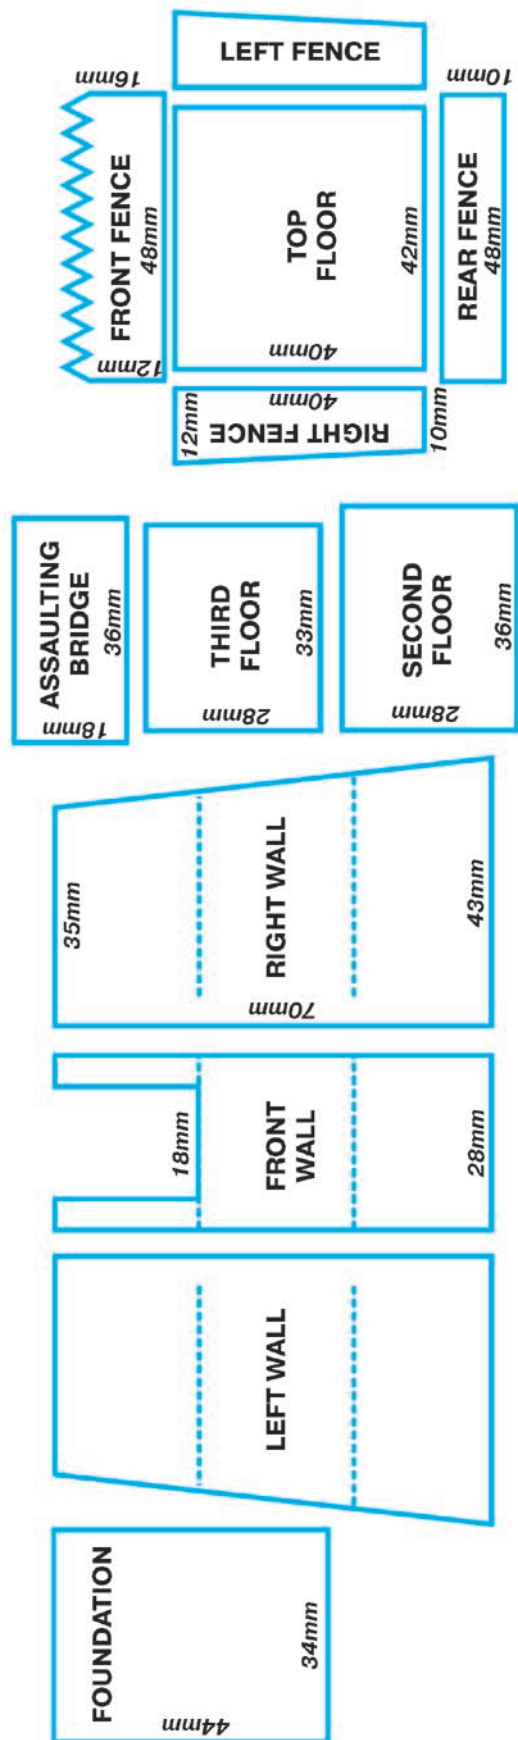 FOUNDATION
34mm
44mm
LEFT WALL
18mm
FRONT
WALL
28mm
35mm
RIGHT WALL
70mm
43mm
ASSAULTING
BRIDGE
36mm
18mm
THIRD
FLOOR
33mm
28mm
SECOND
FLOOR
36mm
28mm
16mm
FRONT FENCE
48mm
12mm
LEFT FENCE
TOP
FLOOR
42mm
40mm
12mm
RIGHT FENCE
40mm
10mm
10mm
REAR FENCE
48mm